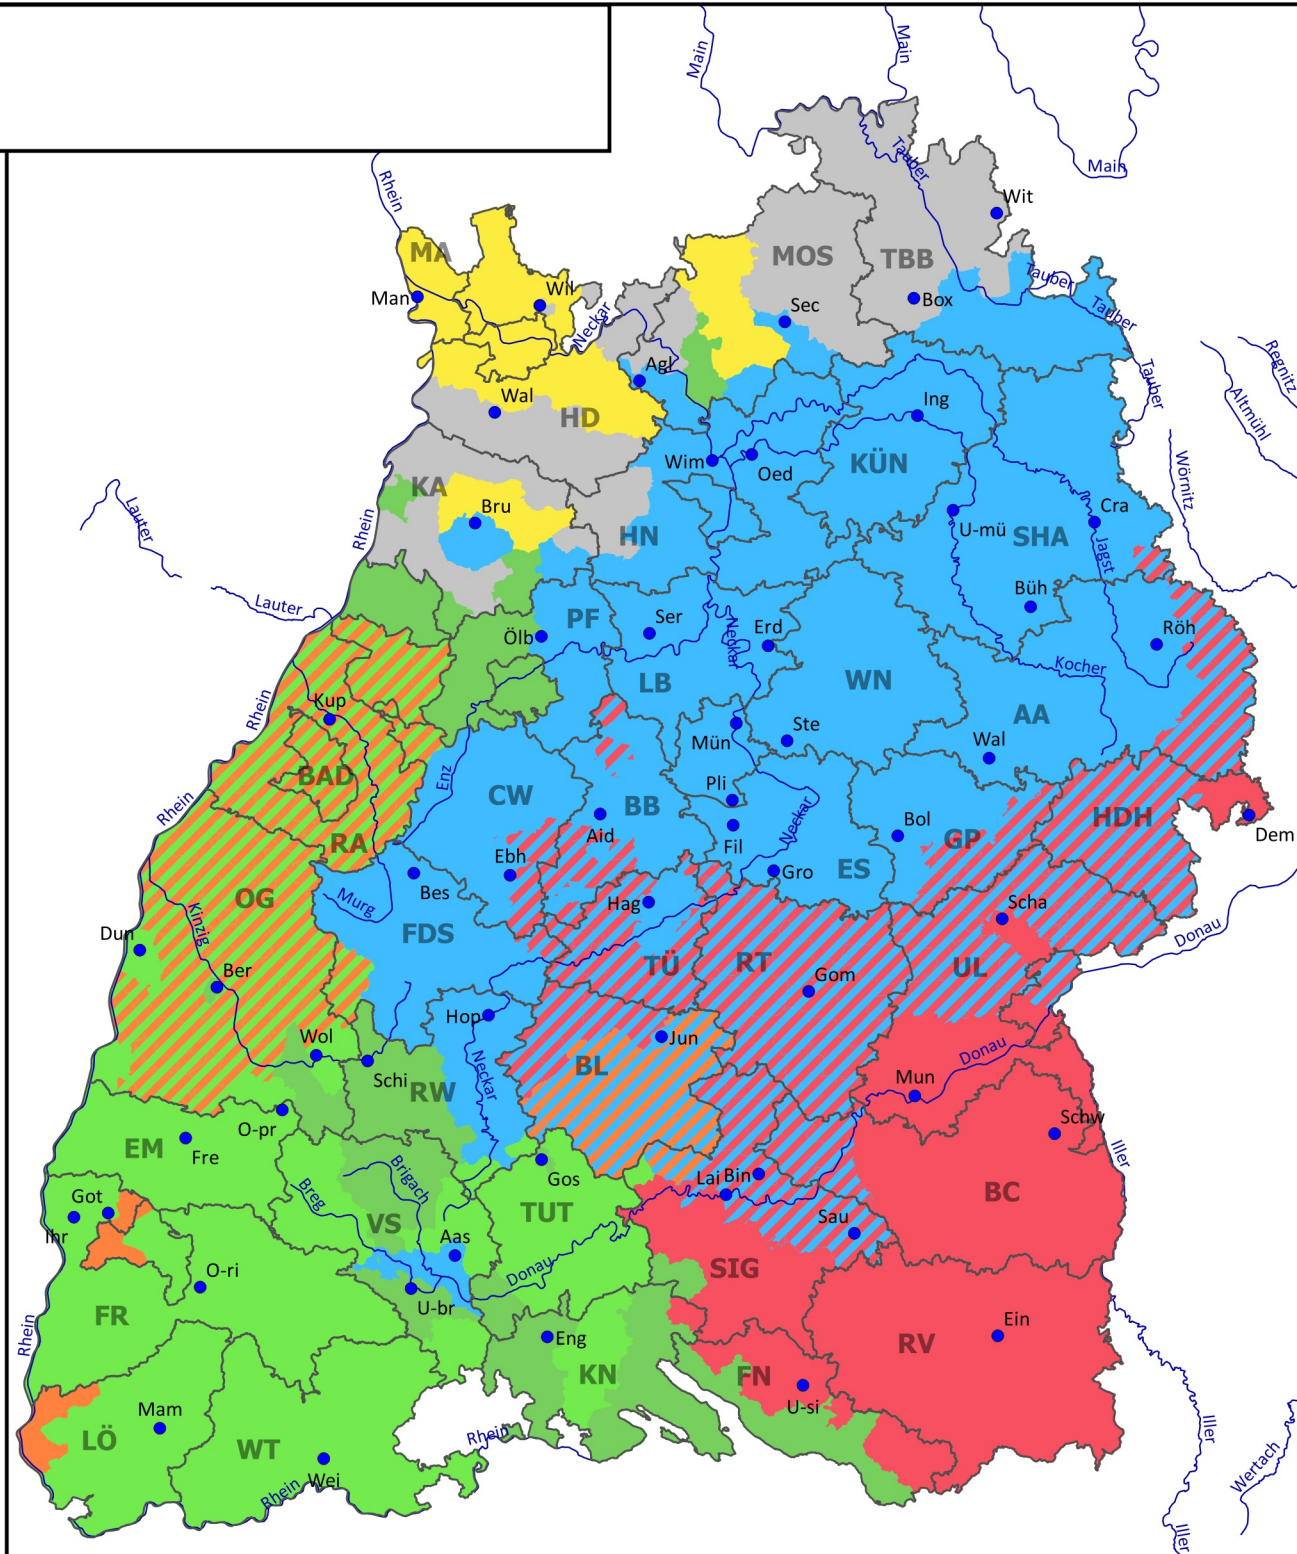 Main
Main
Main
Rhein
Tauber
Wit
MA
MOS
TBB
Man
Wil
Neckar
Sec
Box
Tauber
Tauber
Tauber
Regnitz
Altmühl
Wörnitz
Agl
Wal
HD
Ing
Wim
Oed
KÜN
KA
Bru
HN
U-mü
SHA
Cra
Jagst
Lauter
Rhein
Lauter
Büh
PF
Ser
Ölb
Neckar
Erd
Röh
Kocher
LB
WN
AA
Rhein
Kup
Mün
Ste
Wal
BAD
Enz
CW
Pli
BB
Neckar
Rhein
Aid
Fil
Bol
GP
HDH
Dem
RA
Ebh
Bes
Gro
ES
OG
Murg
Hag
Scha
Kinzig
Dun
FDS
Donau
Ber
TÜ
RT
Gom
UL
Hop
Wol
Jun
Schi
Neckar
BL
Donau
RW
Mun
O-pr
Schw
EM
Fre
Iller
Brigach
Gos
Lai
Bin
BC
Breg
Got
Ihr
VS
TUT
Sau
Aas
Donau
O-ri
SIG
U-br
FR
Rhein
Eng
Ein
RV
KN
FN
U-si
Mam
LÖ
WT
Rhein
Iller
Wei
Rhein
Wertach
Iller